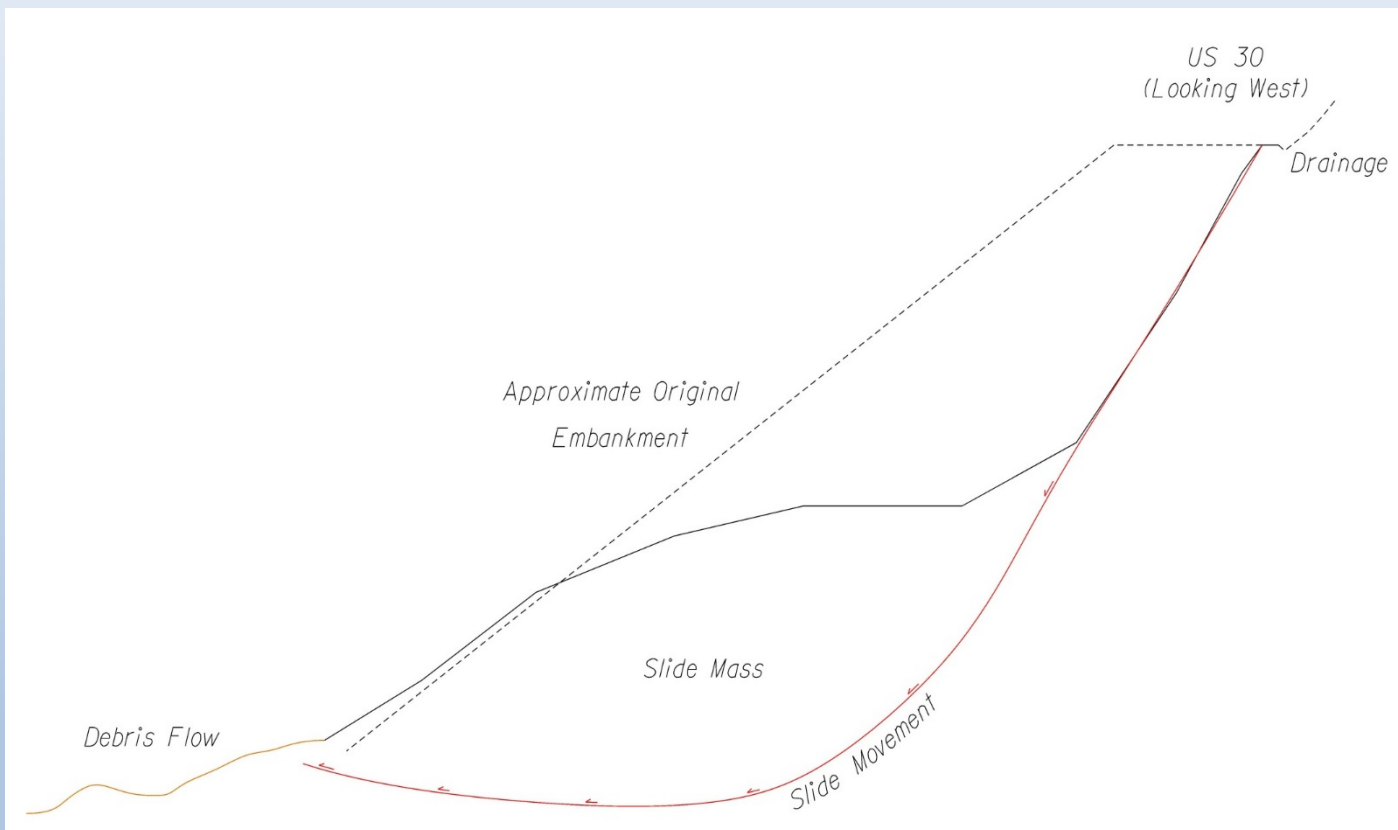 US 30
(Looking West)
Drainage
Approximate Original
Embankment
Slide Mass
Debris Flow
Slide Movement